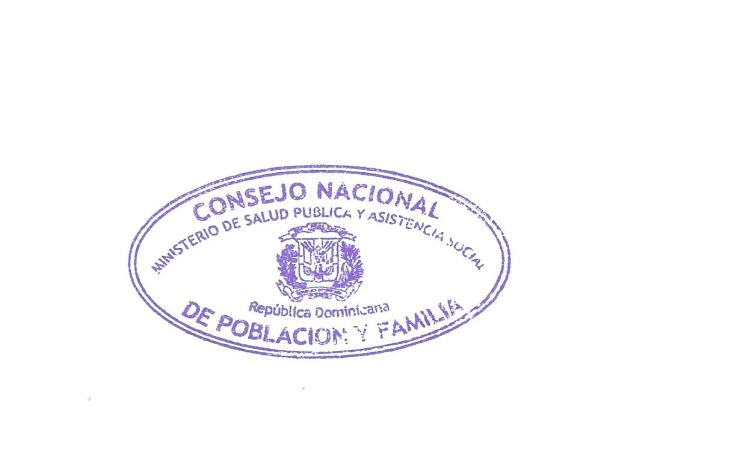 CONSEJO NACIONAL
MINISTERIO DE SALUD PUBLICA Y ASISTENCIA SOCIAL
República Dominicana
DE POBLACION Y FAMILIA